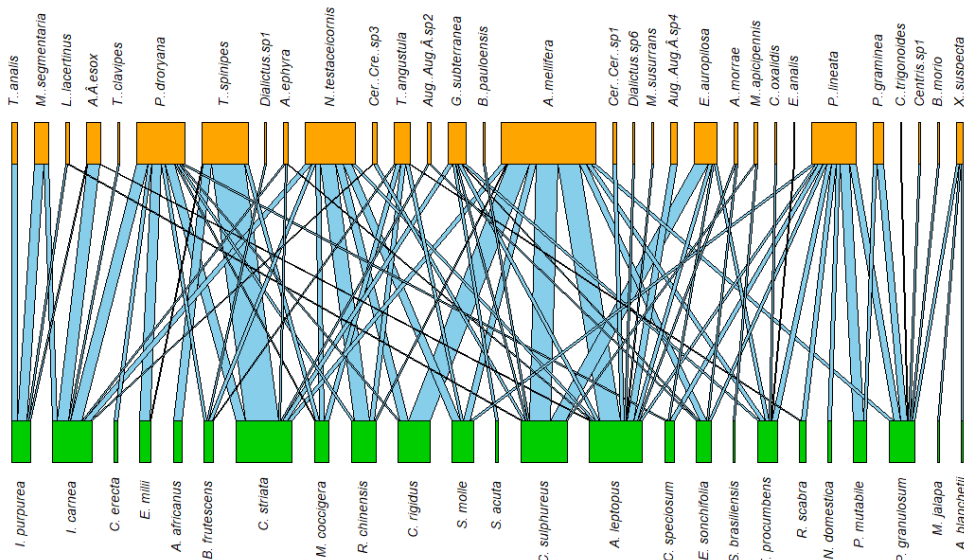 T..analis
M..segmentaria
L..lacertinus
A.Â.esox
T..clavipes
P..droryana
T..spinipes
Dialictus.sp1
A..ephyra
N..testaceicornis
Cer...Cre...sp3
T..angustula
Aug..Aug.Â.sp2
G..subterranea
B..pauloensis
A..mellifera
Cer...Cer...sp1
Dialictus.sp6
M..susurrans
Aug..Aug.Â.sp4
E..auropilosa
A..morrae
M..apicipennis
C..oxalidis
E..analis
P...lineata
P..graminea
C..trigonoides
Centris.sp1
B..morio
X..suspecta
I. purpurea
I. carnea
C. erecta
E. milii
A. africanus
B. frutescens
C. striata
M. coccigera
R. chinensis
C. rigidus
S. molle
S. acuta
C. sulphureus
A. leptopus
C. speciosum
E. sonchifolia
S. brasiliensis
. procumbens
R. scabra
N. domestica
P. mutabile
P. granulosum
M. jalapa
A. blanchetii